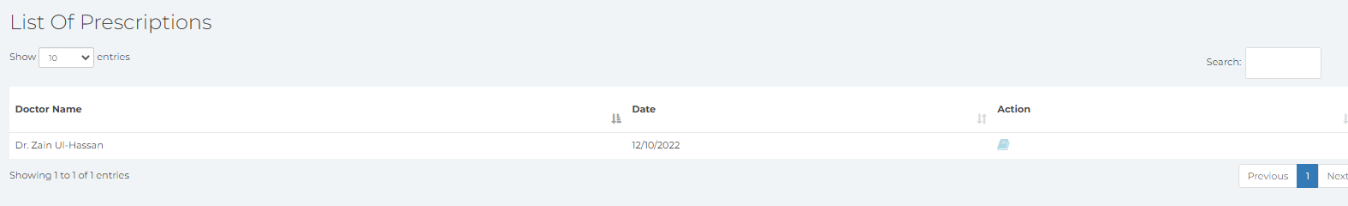 List Of Prescriptions
Show 10 entries
Search:
Doctor Name Date Action
Dr. Zain Ul-Hassan 12/10/2022
Showing 1 to 1 of 1 entries
Previous 1 Next